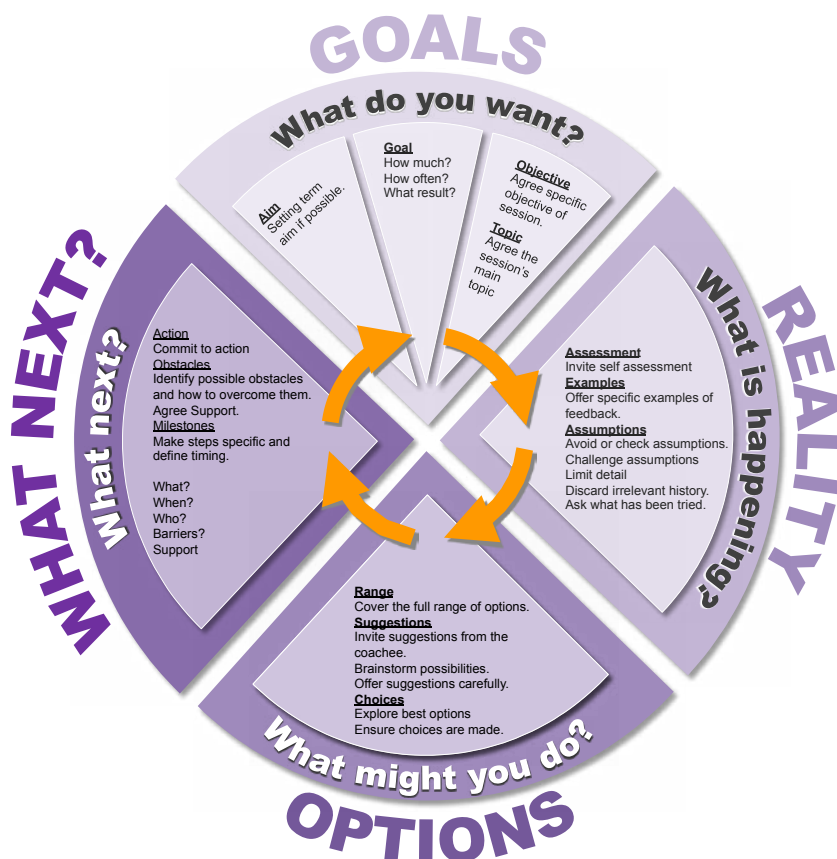 GOALS
What do you want?
Aim
Setting term
aim if possible.
Goal
How much?
How often?
What result?
Objective
Agree specific
objective of
session.
Topic
Agree the
session's
main
topic
REALITY
What is happening?
Assessment
Invite self assessment
Examples
Offer specific examples of
feedback.
Assumptions
Avoid or check assumptions.
Challenge assumptions
Limit detail
Discard irrelevant history.
Ask what has been tried.
Range
Cover the full range of options.
Suggestions
Invite suggestions from the
coachee.
Brainstorm possibilities.
Offer suggestions carefully.
Choices
Explore best options
Ensure choices are made.
What might you do?
OPTIONS
WHAT NEXT?
What next?
Action
Commit to action
Obstacles
Identify possible obstacles
and how to overcome them.
Agree Support.
Milestones
Make steps specific and
define timing.
What?
When?
Who?
Barriers?
Support